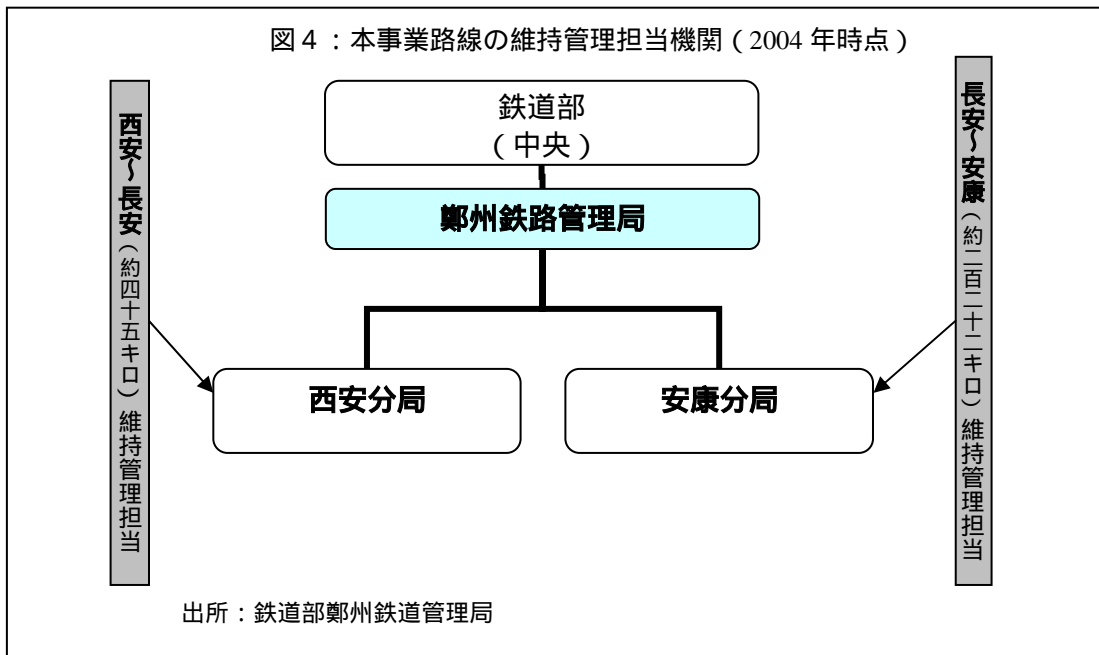 図4：本事業路線の維持管理担当機関（2004年時点）
鉄道部
（中央）
鄭州鉄路管理局
西安分局
安康分局
西安～長安（約四十五キロ）維持管理担当
長安～安康（約二百二十二キロ）維持管理担当
出所：鉄道部鄭州鉄道管理局